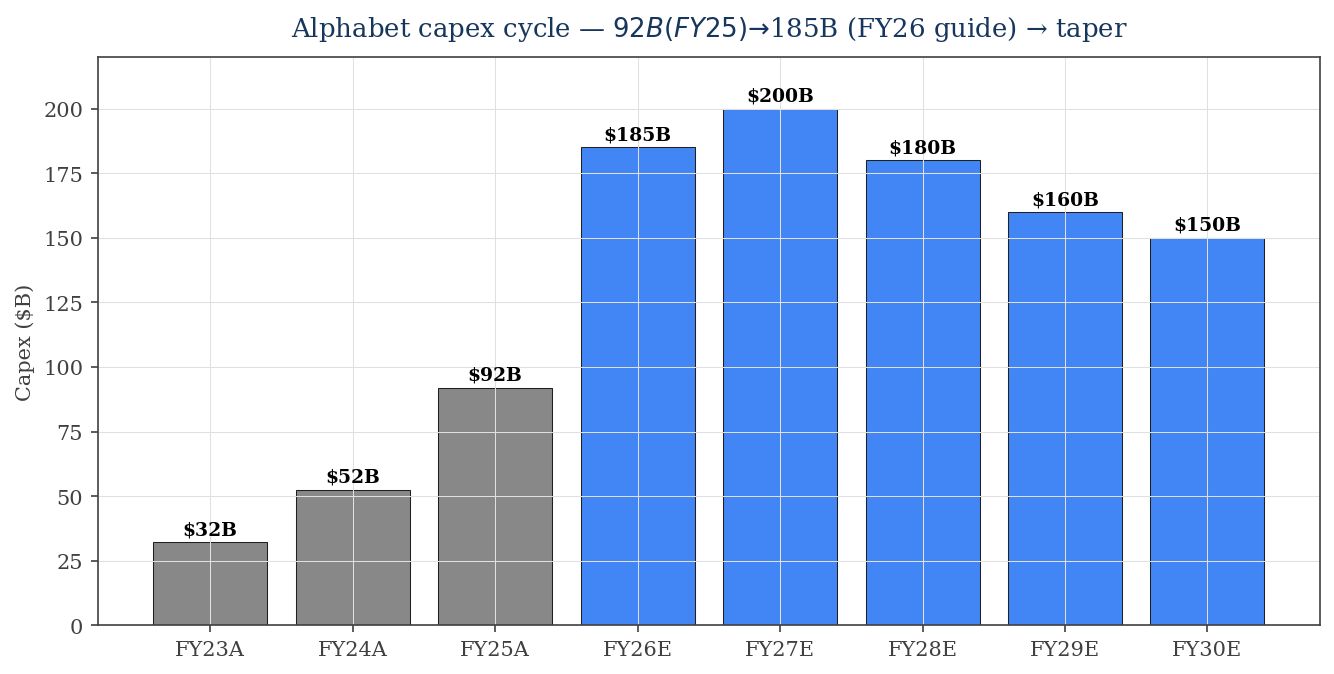 Alphabet capex cycle — 92B(FY25)→185B (FY26 guide) → taper
Capex ($B)
200
175
150
125
100
75
50
25
0
$32B
$52B
$92B
$185B
$200B
$180B
$160B
$150B
FY23A
FY24A
FY25A
FY26E
FY27E
FY28E
FY29E
FY30E